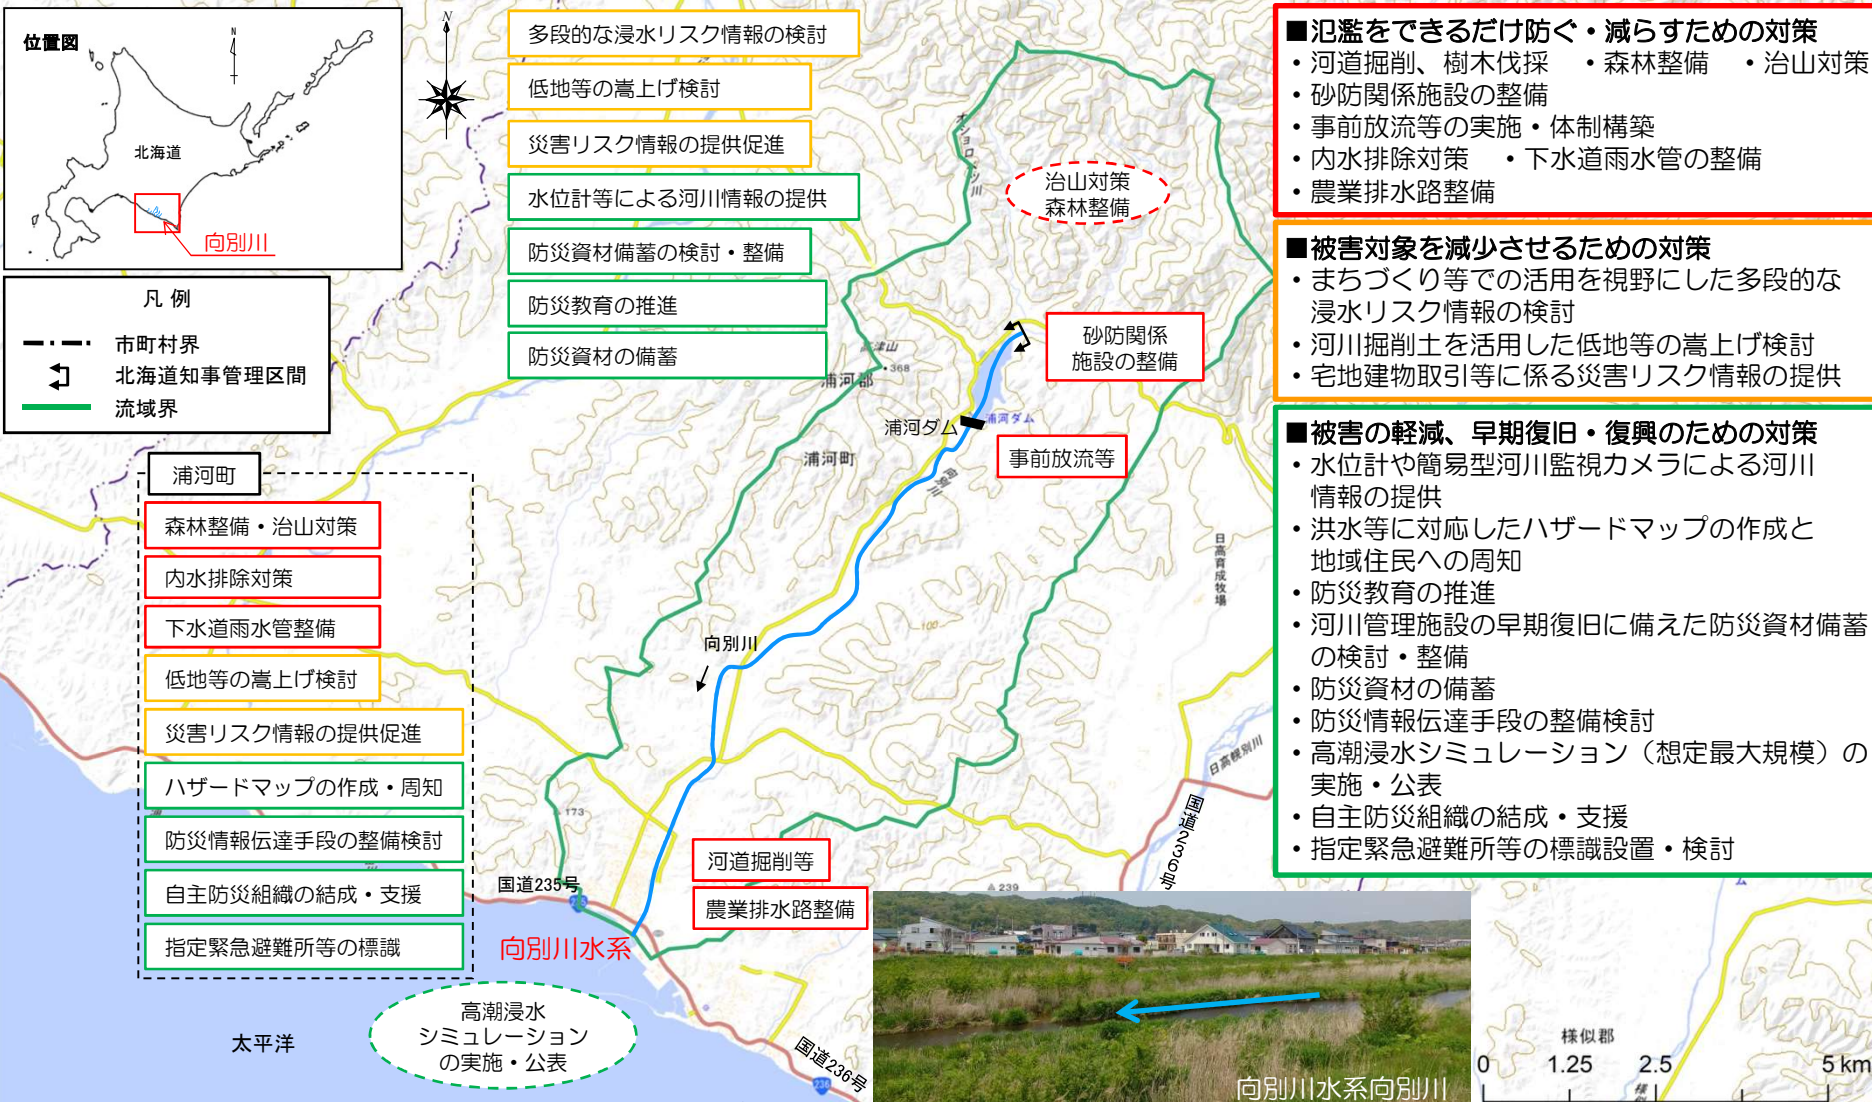 位置図
N
北海道
向別川
凡 例
市町村界
北海道知事管理区間
流域界
N
多段的な浸水リスク情報の検討
低地等の嵩上げ検討
災害リスク情報の提供促進
水位計等による河川情報の提供
防災資材備蓄の検討・整備
防災教育の推進
防災資材の備蓄
オショロイツ川
治山対策
森林整備
砂防関係
施設の整備
368
浦河郡
浦河ダム
浦河ダム
事前放流等
浦河町
向別川
日高育成牧場
100
向別川
日高幌別川
173
国道235号
国道236号
239
河道掘削等
農業排水路整備
向別川水系
浦河町
森林整備・治山対策
内水排除対策
下水道雨水管整備
低地等の嵩上げ検討
災害リスク情報の提供促進
ハザードマップの作成・周知
防災情報伝達手段の整備検討
自主防災組織の結成・支援
指定緊急避難所等の標識
太平洋
高潮浸水
シミュレーション
の実施・公表
国道236号
236
向別川水系向別川
様似郡
0 1.25 2.5 5 km
■氾濫をできるだけ防ぐ・減らすための対策
・河道掘削、樹木伐採 ・森林整備 ・治山対策
・砂防関係施設の整備
・事前放流等の実施・体制構築
・内水排除対策 ・下水道雨水管の整備
・農業排水路整備
■被害対象を減少させるための対策
・まちづくり等での活用を視野にした多段的な
浸水リスク情報の検討
・河川掘削土を活用した低地等の嵩上げ検討
・宅地建物取引等に係る災害リスク情報の提供
■被害の軽減、早期復旧・復興のための対策
・水位計や簡易型河川監視カメラによる河川
情報の提供
・洪水等に対応したハザードマップの作成と
地域住民への周知
・防災教育の推進
・河川管理施設の早期復旧に備えた防災資材備蓄
の検討・整備
・防災資材の備蓄
・防災情報伝達手段の整備検討
・高潮浸水シミュレーション（想定最大規模）の
実施・公表
・自主防災組織の結成・支援
・指定緊急避難所等の標識設置・検討